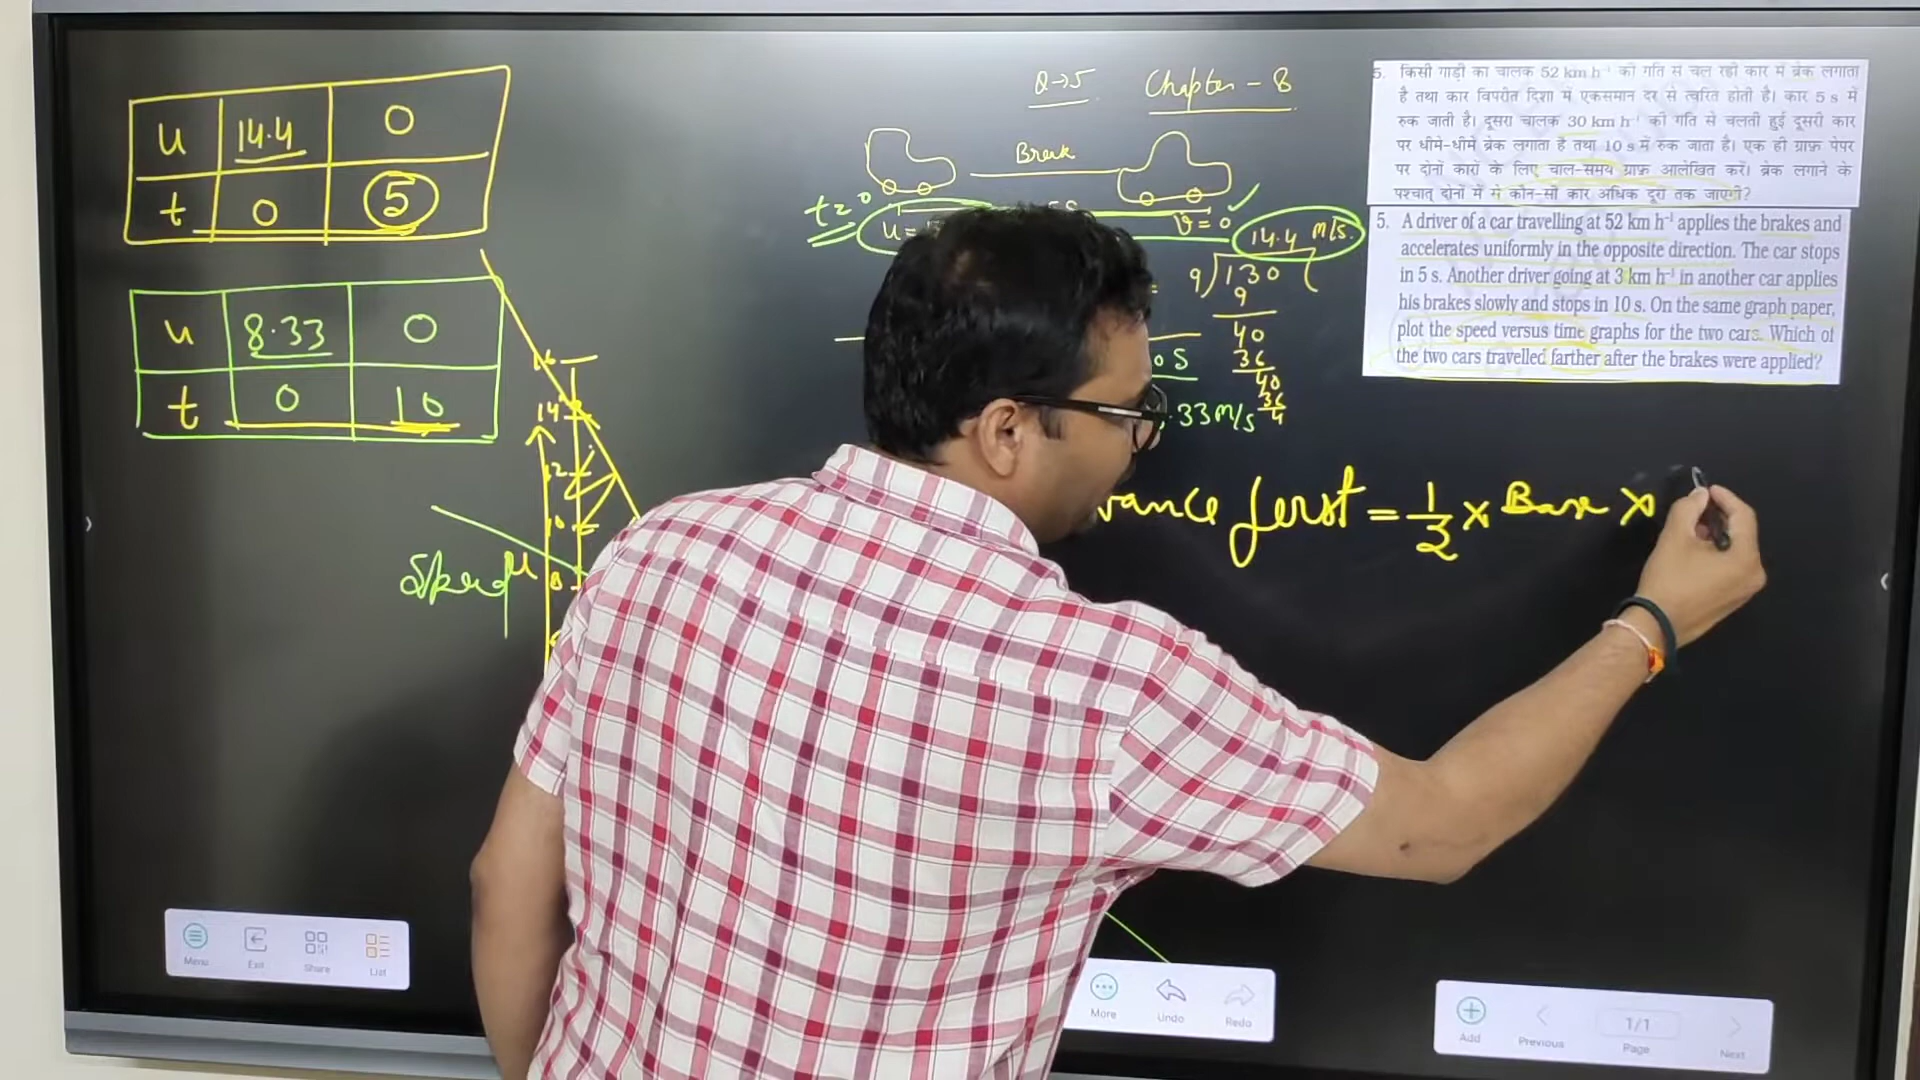 Q→5 Chapter - 8
u 14.4 0
t 0 5
u 8.33 0
t 0 10
Break
t=0
u=
v=0
14.4 m/s.
9)130(
9
40
36
40
36
4
0 S
.33 m/s
16
14
12
10
8
Speed
5. किसी गाड़ी का चालक 52 km h⁻¹ की गति से चल रही कार में ब्रेक लगाता
है तथा कार विपरीत दिशा में एकसमान दर से त्वरित होती है। कार 5 s में
रुक जाती है। दूसरा चालक 30 km h⁻¹ की गति से चलती हुई दूसरी कार
पर धीमे-धीमे ब्रेक लगाता है तथा 10 s में रुक जाता है। एक ही ग्राफ़ पेपर
पर दोनों कारों के लिए चाल-समय ग्राफ़ आलेखित करें। ब्रेक लगाने के
पश्चात् दोनों में से कौन-सी कार अधिक दूरी तक जाएगी?
5. A driver of a car travelling at 52 km h⁻¹ applies the brakes and
accelerates uniformly in the opposite direction. The car stops
in 5 s. Another driver going at 3 km h⁻¹ in another car applies
his brakes slowly and stops in 10 s. On the same graph paper,
plot the speed versus time graphs for the two cars. Which of
the two cars travelled farther after the brakes were applied?
= 1/2 × Base ×
Menu Exit Share List
More Undo Redo
Add Previous 1/1 Page Next